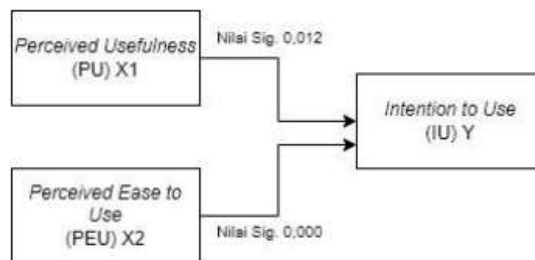 Perceived Usefulness
(PU) X1
Nilai Sig. 0,012
Intention to Use
(IU) Y
Perceived Ease to
Use
(PEU) X2
Nilai Sig. 0,000